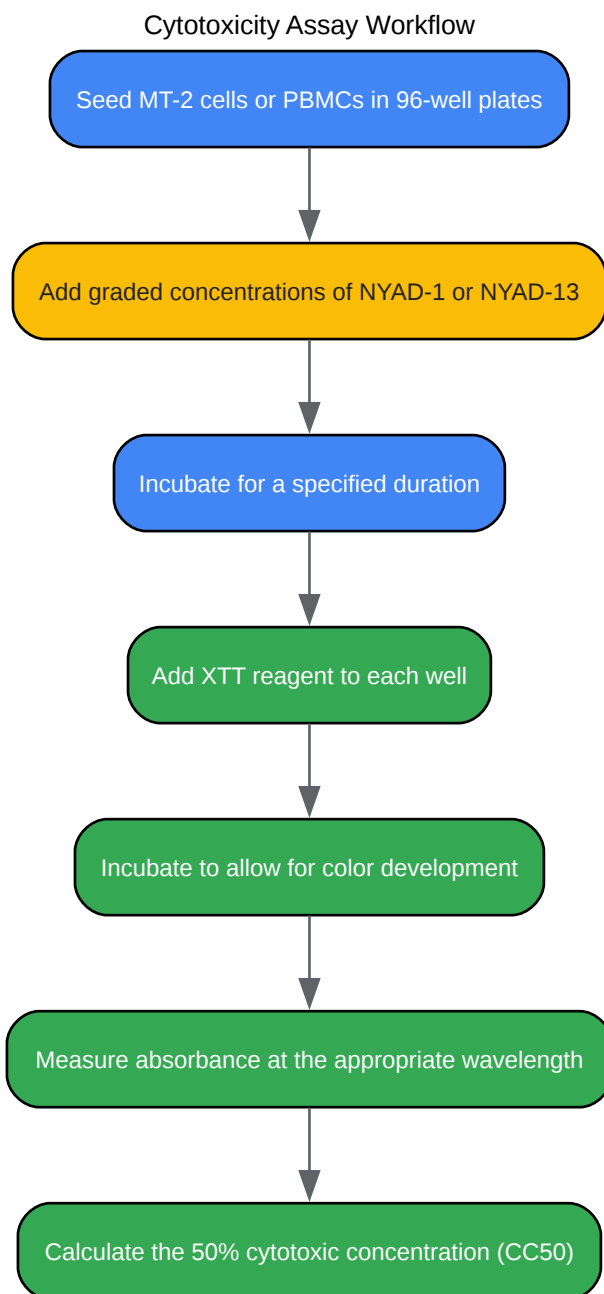 Cytotoxicity Assay Workflow
Seed MT-2 cells or PBMCs in 96-well plates
Add graded concentrations of NYAD-1 or NYAD-13
Incubate for a specified duration
Add XTT reagent to each well
Incubate to allow for color development
Measure absorbance at the appropriate wavelength
Calculate the 50% cytotoxic concentration (CC50)